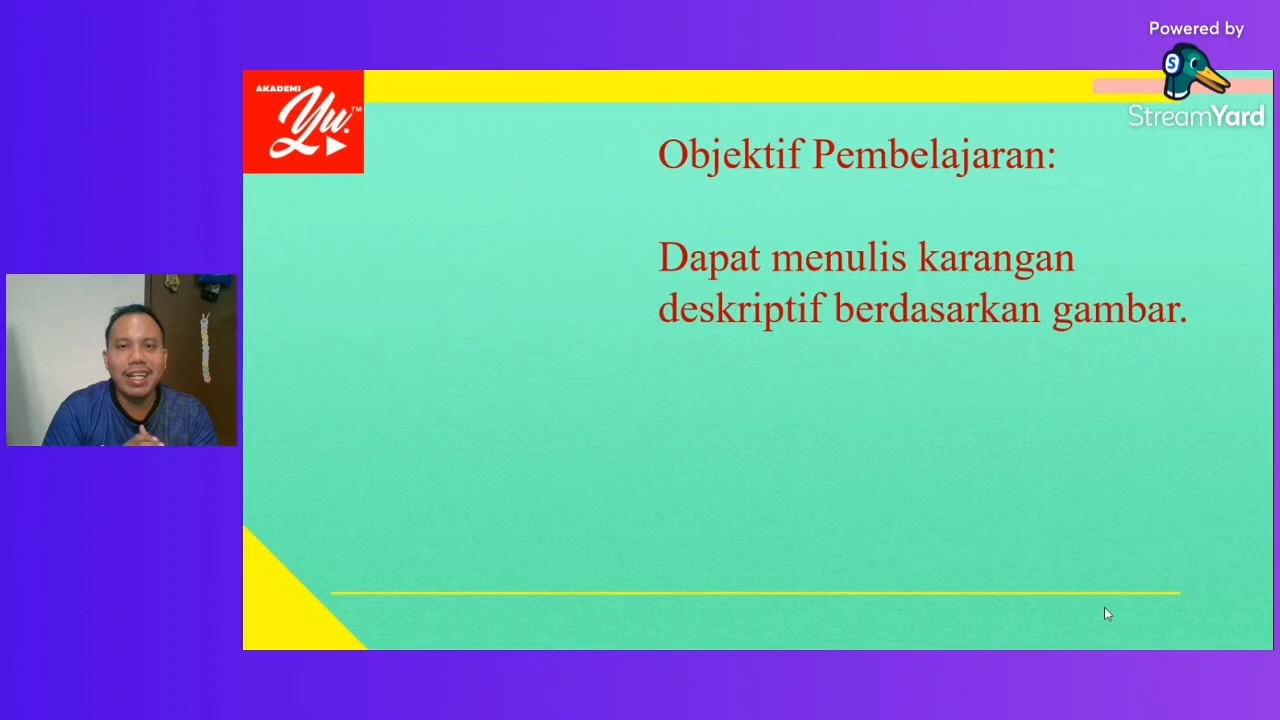 Powered by
StreamYard
AKADEMI
Yu.™
Objektif Pembelajaran:
Dapat menulis karangan
deskriptif berdasarkan gambar.